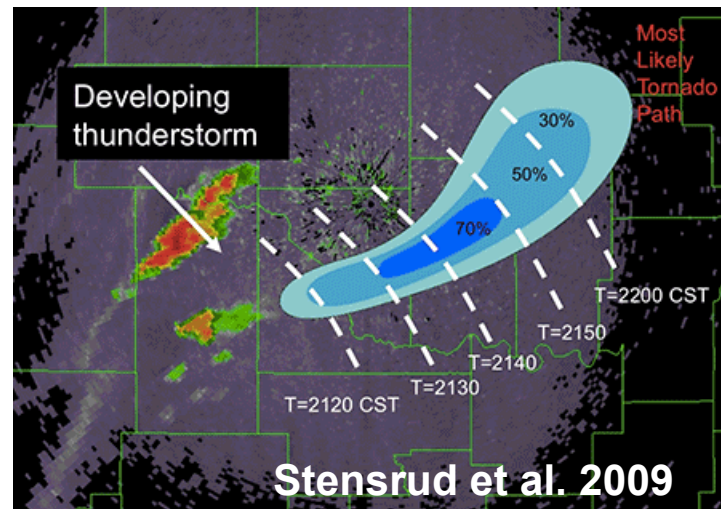 Most
Likely
Tornado
Path
Developing
thunderstorm
30%
50%
70%
T=2200 CST
T=2150
T=2140
T=2130
T=2120 CST
Stensrud et al. 2009